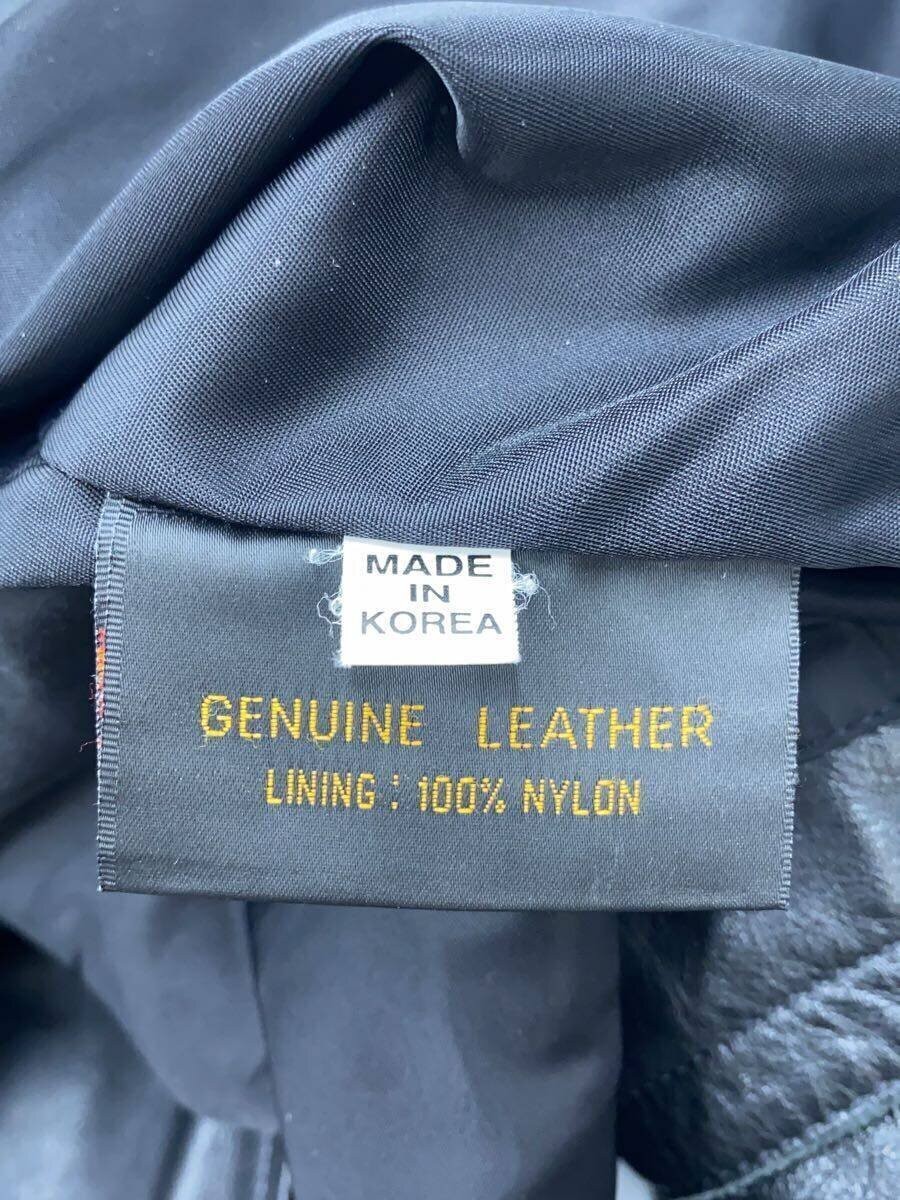 MADE
IN
KOREA
GENUINE LEATHER
LINING : 100% NYLON